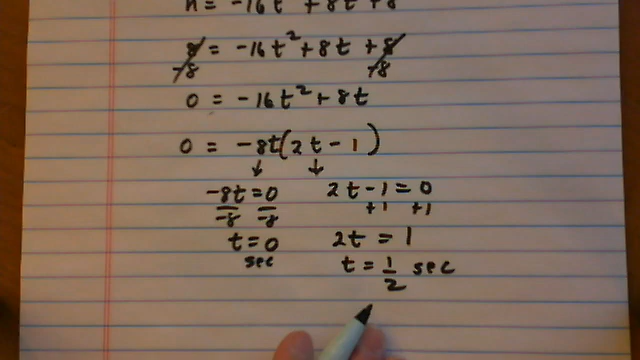 h = -16t² + 8t + 8
8 = -16t² + 8t + 8
-8 -8
0 = -16t² + 8t
0 = -8t(2t - 1)
↓ ↓
-8t = 0 2t - 1 = 0
-8 -8 +1 +1
t = 0 2t = 1
sec t = 1/2 sec